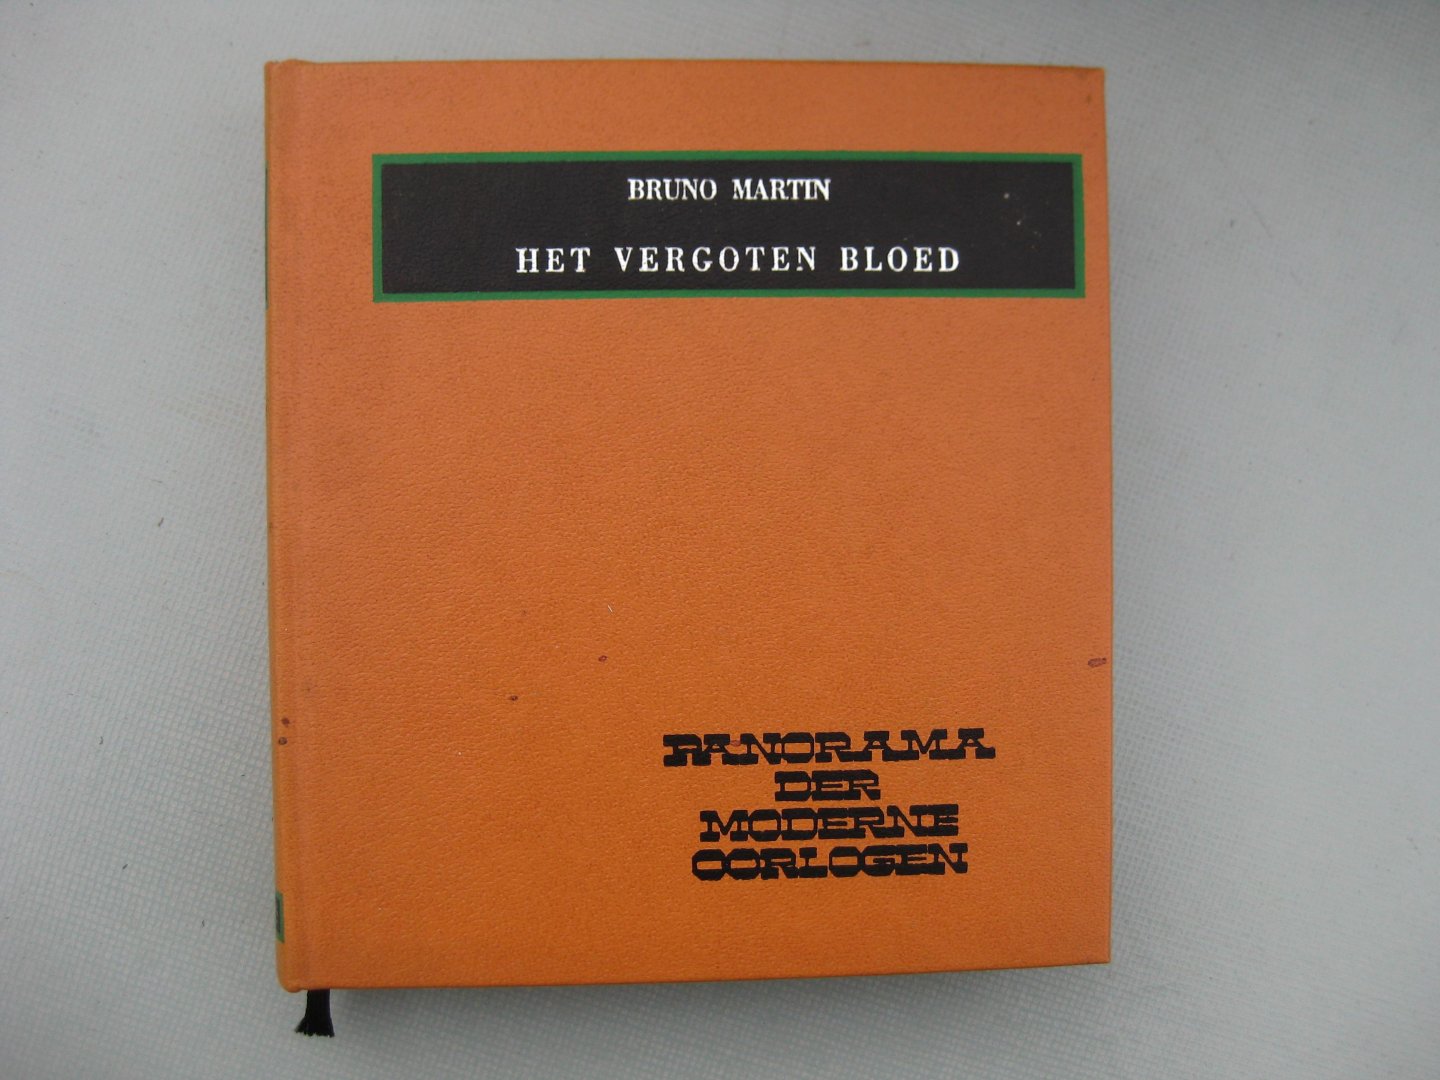 BRUNO MARTIN
HET VERGOTEN BLOED
PANORAMA
DER
MODERNE
OORLOGEN